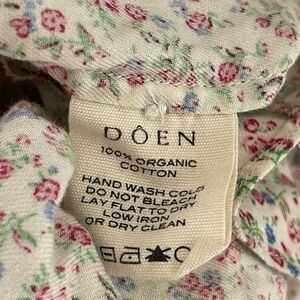 DÔEN
100% ORGANIC
COTTON
HAND WASH COLD
DO NOT BLEACH
LAY FLAT TO DRY
LOW IRON
OR DRY CLEAN